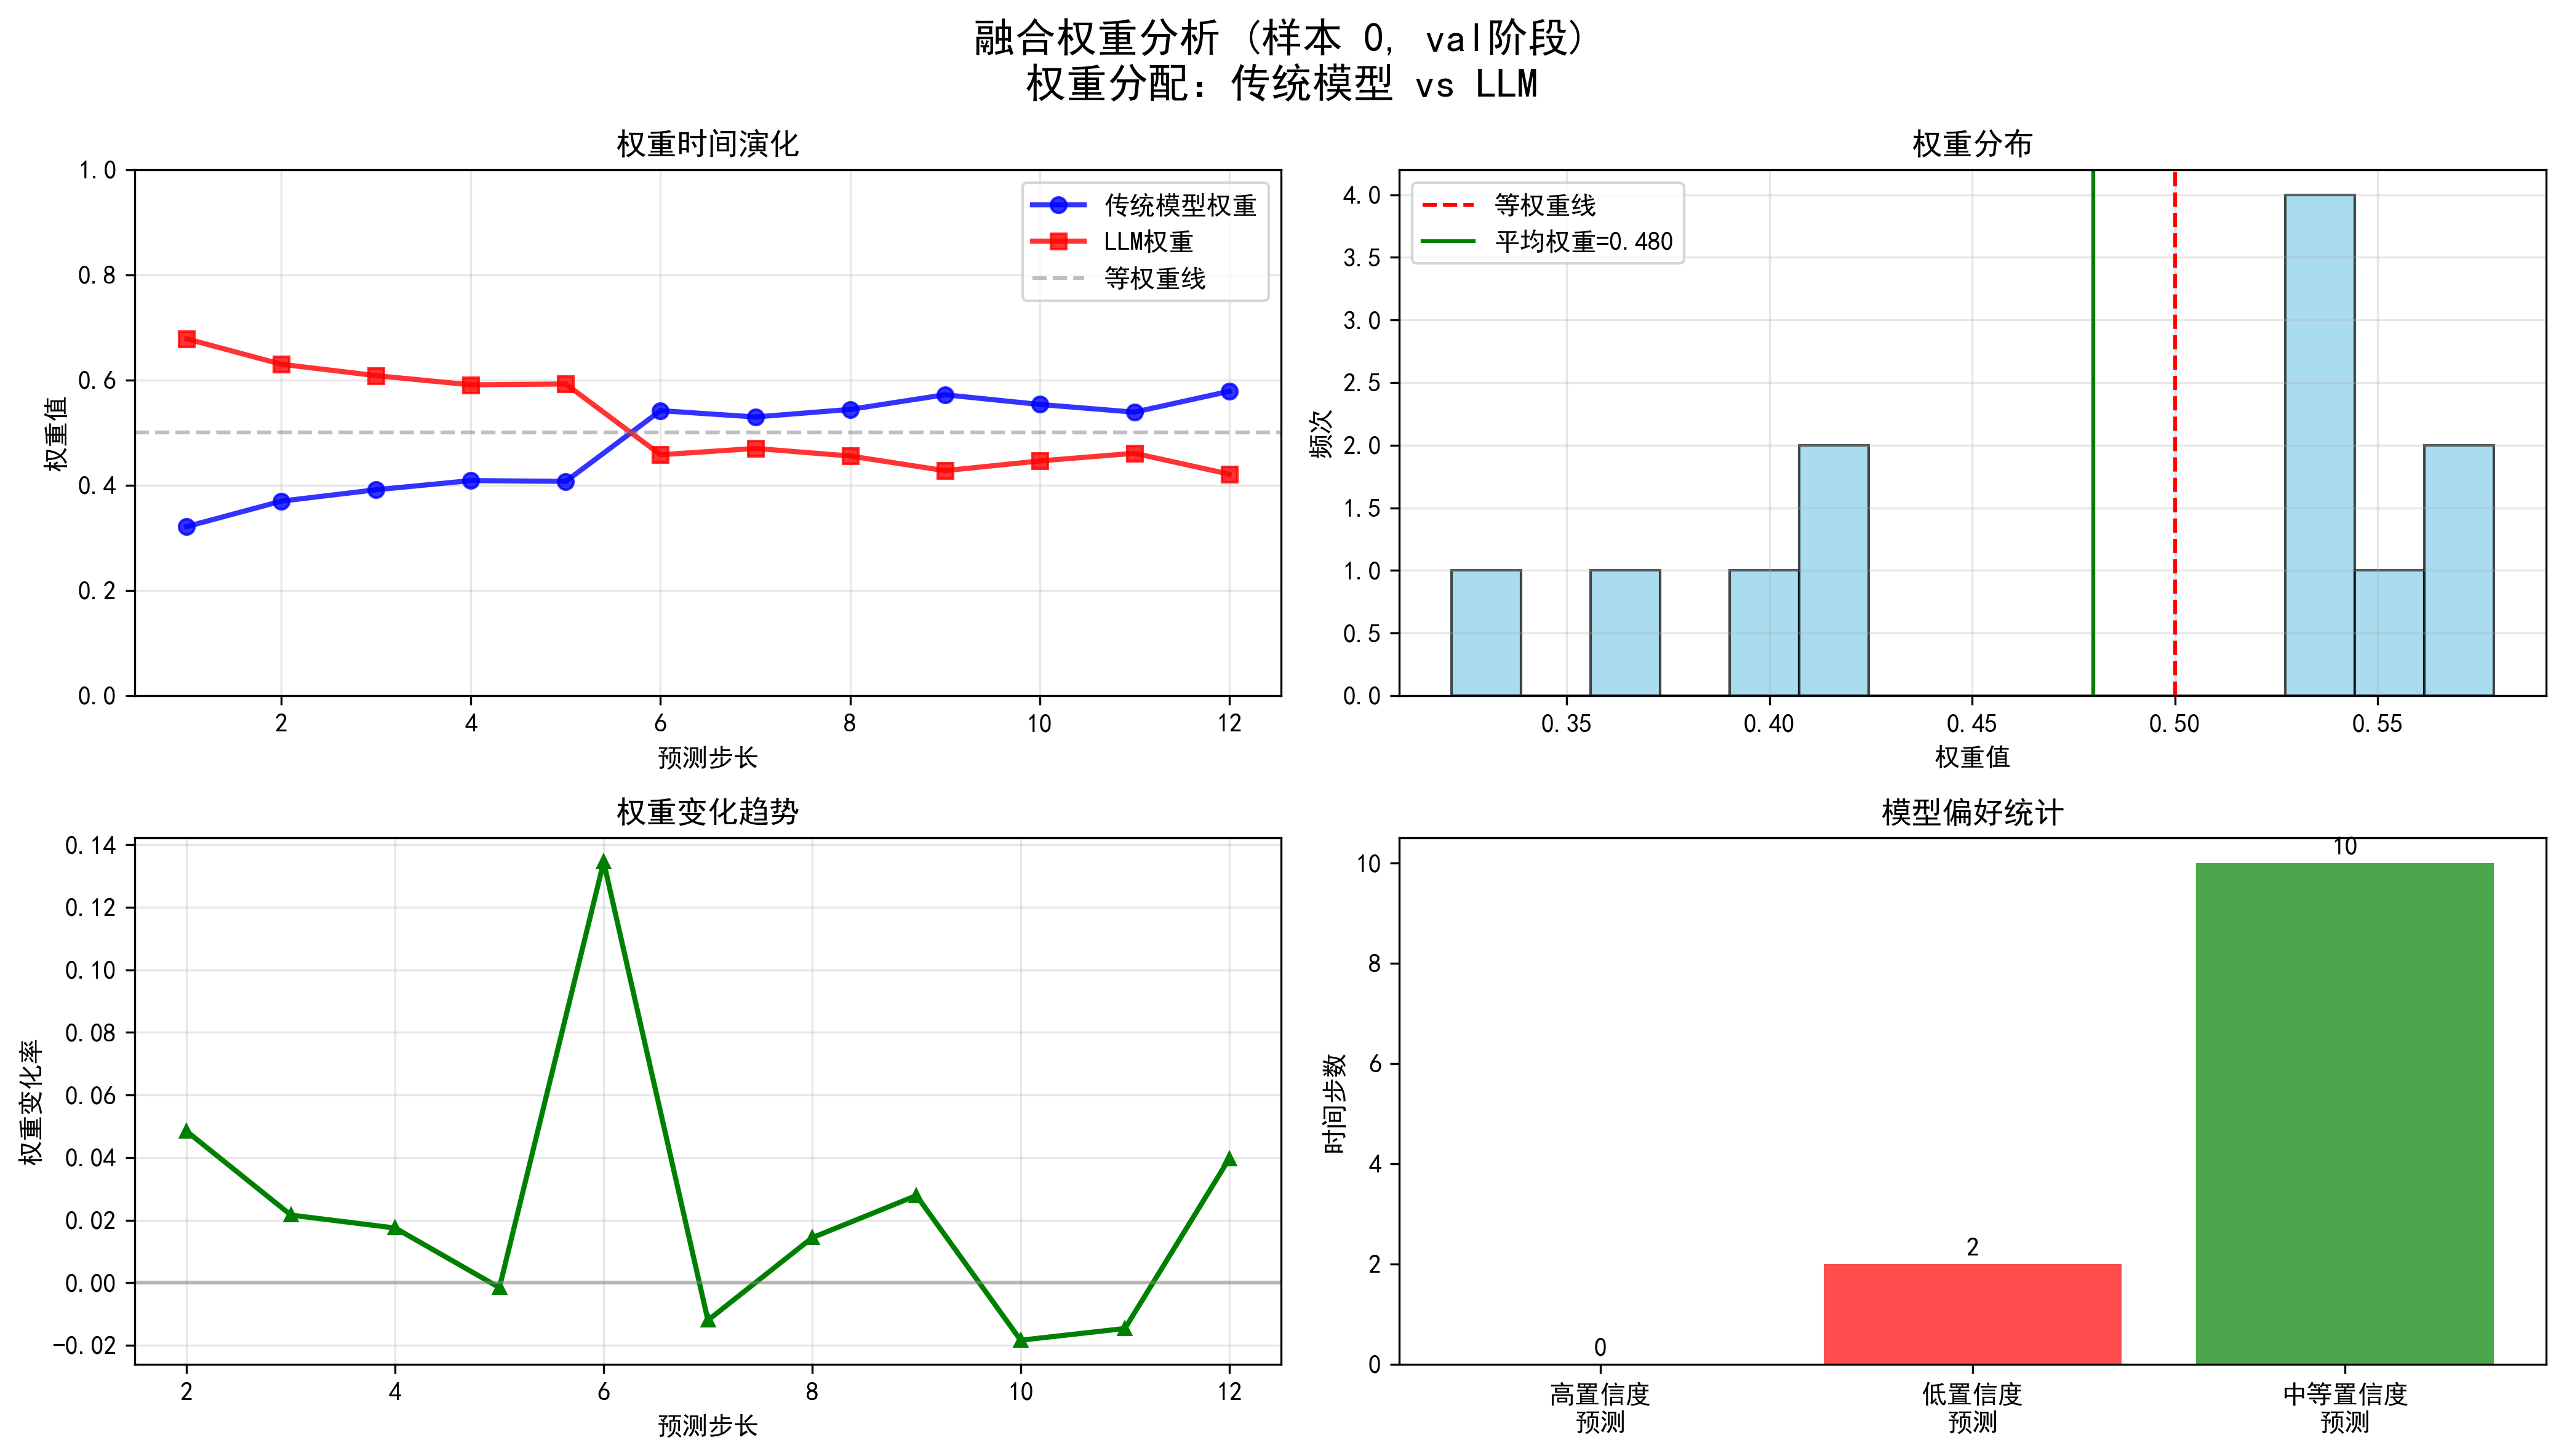 融合权重分析 (样本 0, val阶段)
权重分配：传统模型 vs LLM
权重时间演化
1.0
0.8
0.6
0.4
0.2
0.0
权重值
传统模型权重
LLM权重
等权重线
2
4
6
8
10
12
预测步长
权重分布
4.0
3.5
3.0
2.5
2.0
1.5
1.0
0.5
0.0
频次
等权重线
平均权重=0.480
0.35
0.40
0.45
0.50
0.55
权重值
权重变化趋势
0.14
0.12
0.10
0.08
0.06
0.04
0.02
0.00
−0.02
权重变化率
2
4
6
8
10
12
预测步长
模型偏好统计
10
8
6
4
2
0
时间步数
0
2
10
高置信度
预测
低置信度
预测
中等置信度
预测